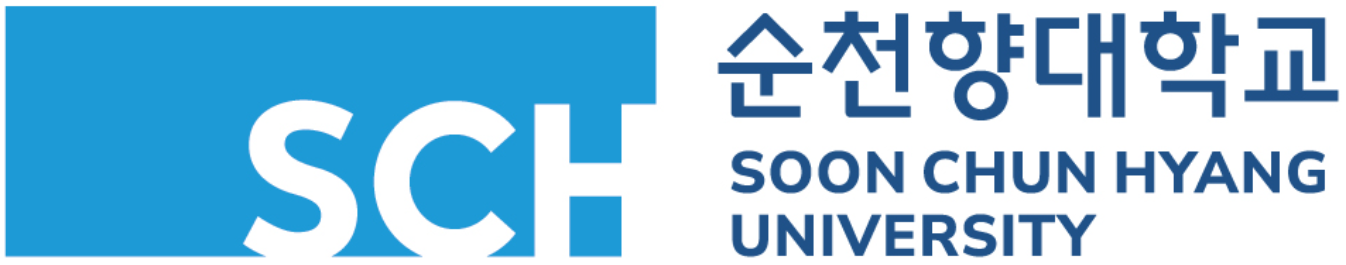 SCH
순천향대학교
SOON CHUN HYANG
UNIVERSITY